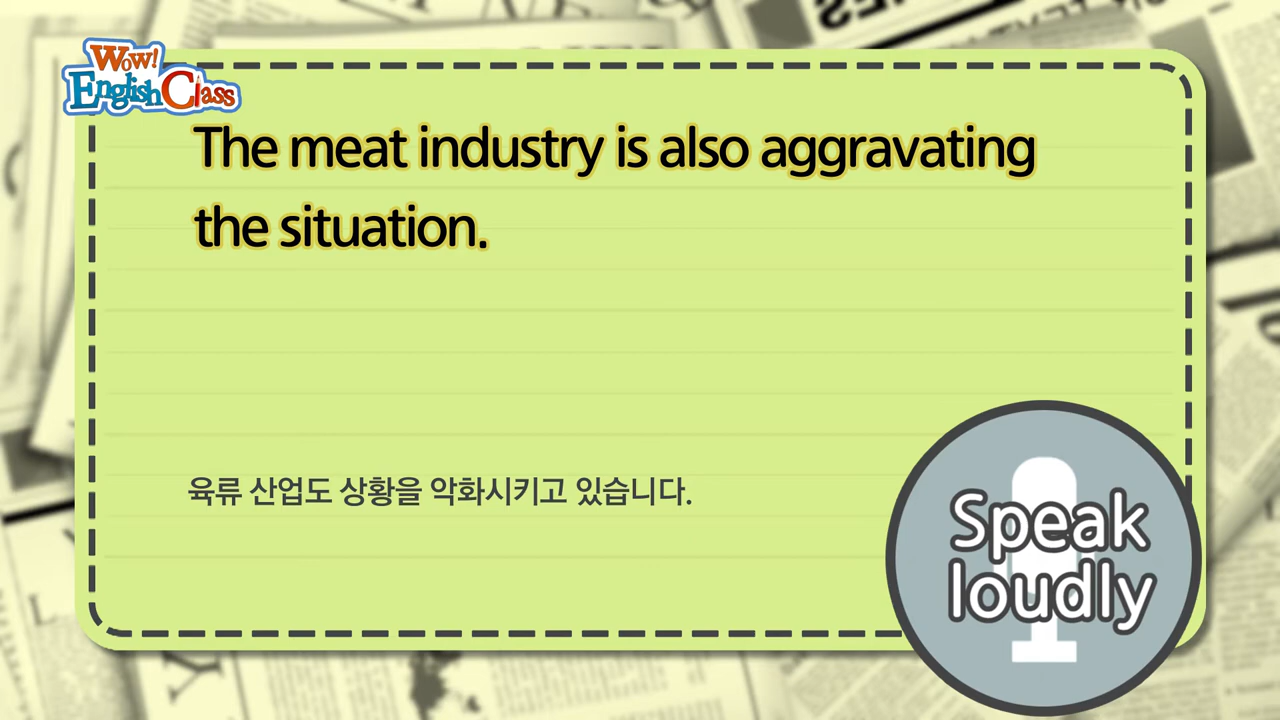 Wow!
English Class
The meat industry is also aggravating
the situation.
육류 산업도 상황을 악화시키고 있습니다.
Speak
loudly